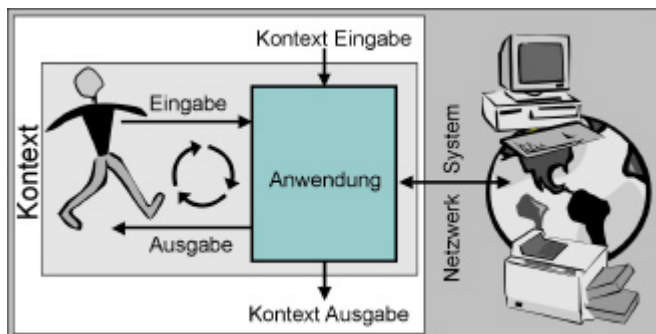 Kontext Eingabe
Kontext
Eingabe
Anwendung
Ausgabe
Kontext Ausgabe
Netzwerk System